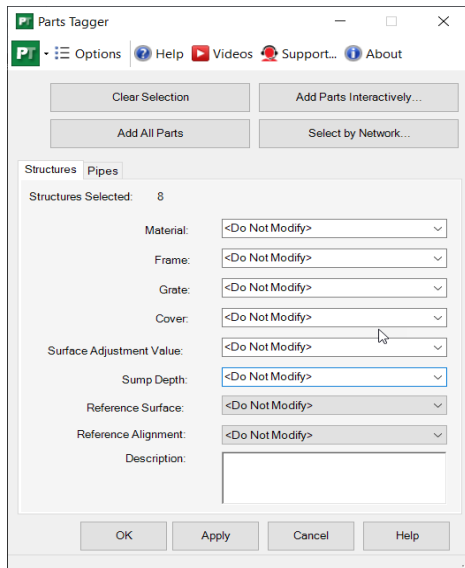 PT Parts Tagger
PT Options Help Videos Support... About
Clear Selection Add Parts Interactively...
Add All Parts Select by Network...
Structures Pipes
Structures Selected: 8
Material: <Do Not Modify>
Frame: <Do Not Modify>
Grate: <Do Not Modify>
Cover: <Do Not Modify>
Surface Adjustment Value: <Do Not Modify>
Sump Depth: <Do Not Modify>
Reference Surface: <Do Not Modify>
Reference Alignment: <Do Not Modify>
Description:
OK Apply Cancel Help